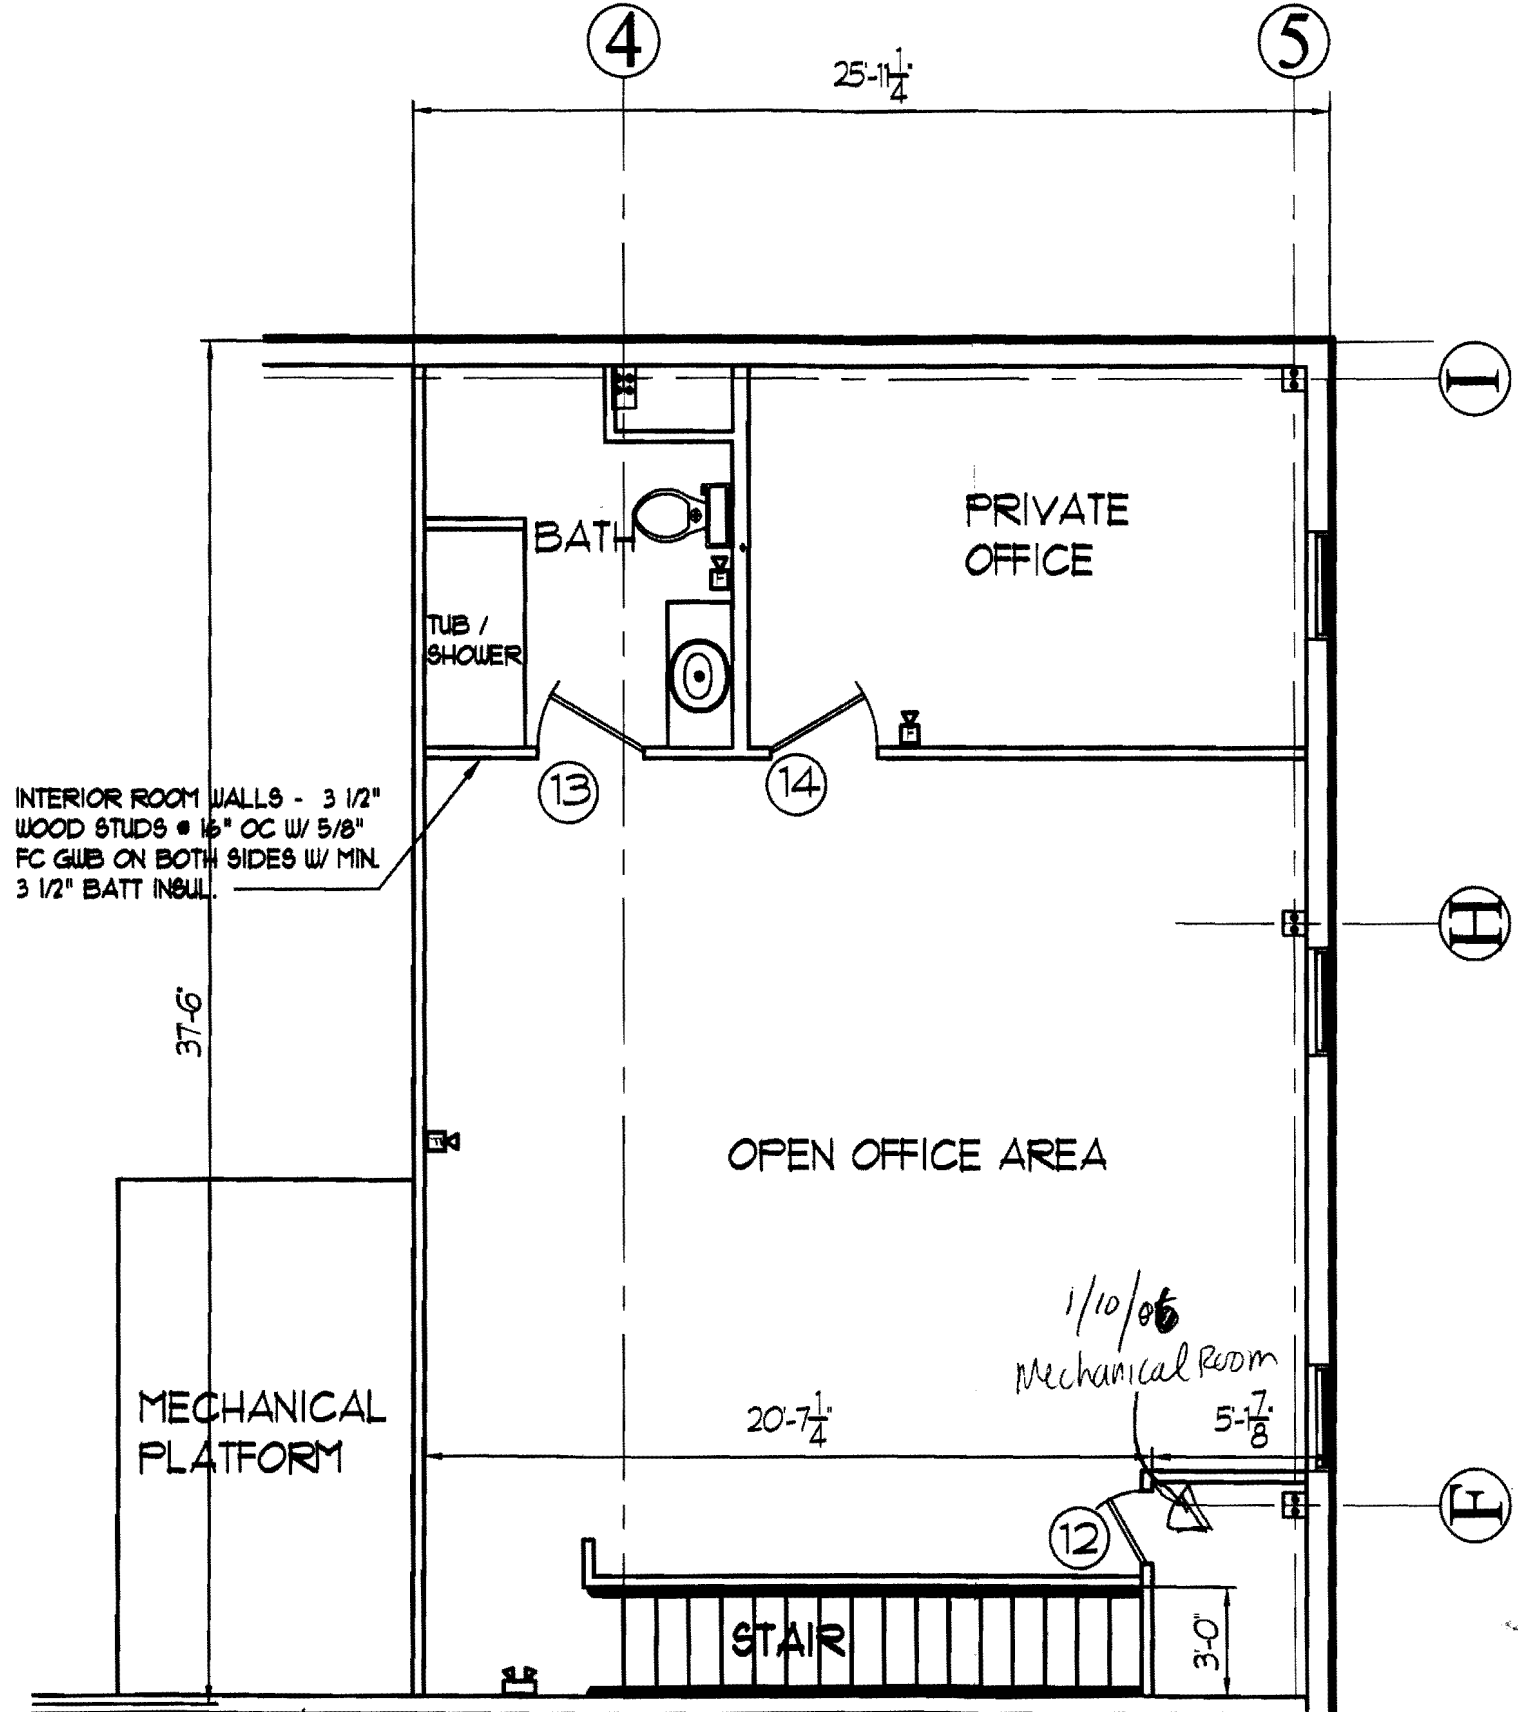 4
5
25'-11 1/4"
I
PRIVATE
OFFICE
BATH
TUB /
SHOWER
13
14
INTERIOR ROOM WALLS - 3 1/2"
WOOD STUDS @ 16" OC W/ 5/8"
FC GWB ON BOTH SIDES W/ MIN.
3 1/2" BATT INSUL.
H
37'-6"
OPEN OFFICE AREA
1/10/06
Mechanical Room
MECHANICAL
PLATFORM
20'-7 1/4"
5'-1 7/8"
F
12
STAIR
3'-0"